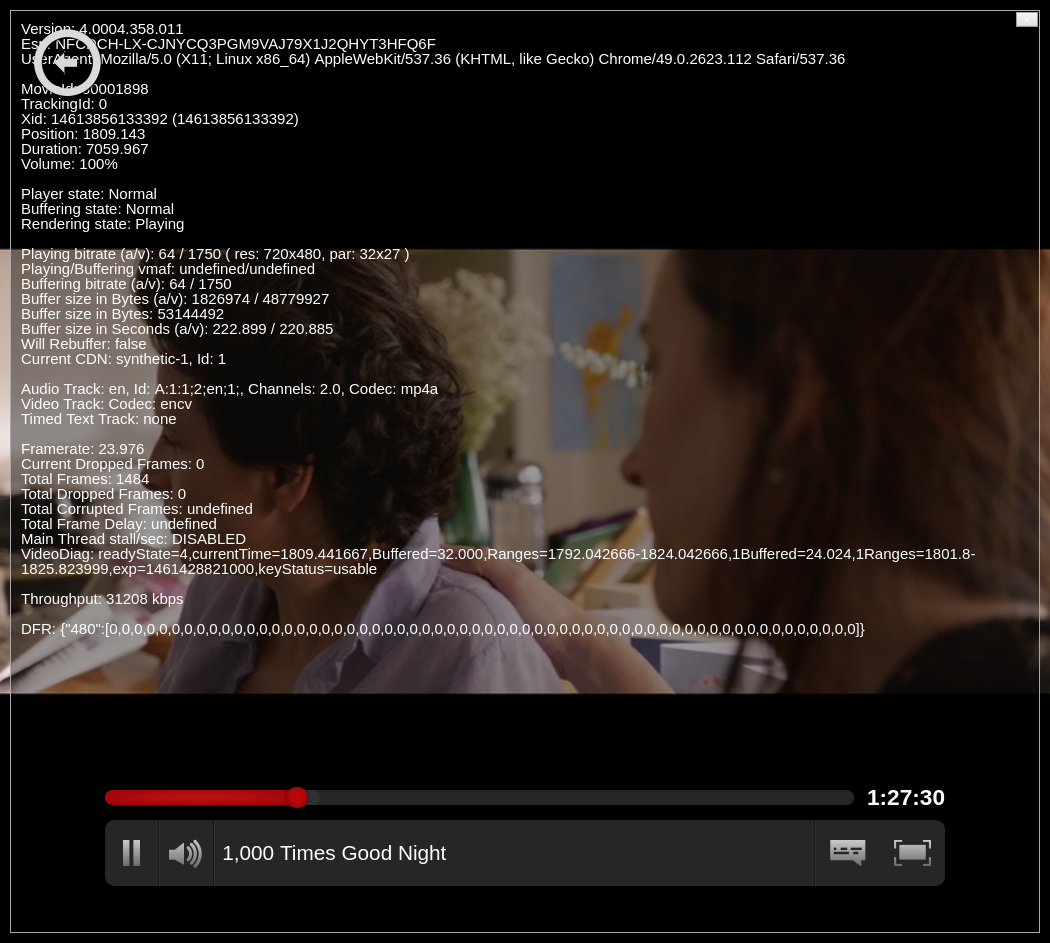 Version: 4.0004.358.011
Esn: NFCDCH-LX-CJNYCQ3PGM9VAJ79X1J2QHYT3HFQ6F
UserAgent: Mozilla/5.0 (X11; Linux x86_64) AppleWebKit/537.36 (KHTML, like Gecko) Chrome/49.0.2623.112 Safari/537.36
MovieId: 80001898
TrackingId: 0
Xid: 14613856133392 (14613856133392)
Position: 1809.143
Duration: 7059.967
Volume: 100%
Player state: Normal
Buffering state: Normal
Rendering state: Playing
Playing bitrate (a/v): 64 / 1750 ( res: 720x480, par: 32x27 )
Playing/Buffering vmaf: undefined/undefined
Buffering bitrate (a/v): 64 / 1750
Buffer size in Bytes (a/v): 1826974 / 48779927
Buffer size in Bytes: 53144492
Buffer size in Seconds (a/v): 222.899 / 220.885
Will Rebuffer: false
Current CDN: synthetic-1, Id: 1
Audio Track: en, Id: A:1:1;2;en;1;, Channels: 2.0, Codec: mp4a
Video Track: Codec: encv
Timed Text Track: none
Framerate: 23.976
Current Dropped Frames: 0
Total Frames: 1484
Total Dropped Frames: 0
Total Corrupted Frames: undefined
Total Frame Delay: undefined
Main Thread stall/sec: DISABLED
VideoDiag: readyState=4,currentTime=1809.441667,Buffered=32.000,Ranges=1792.042666-1824.042666,1Buffered=24.024,1Ranges=1801.8-
1825.823999,exp=1461428821000,keyStatus=usable
Throughput: 31208 kbps
DFR: {"480":[0,0,0,0,0,0,0,0,0,0,0,0,0,0,0,0,0,0,0,0,0,0,0,0,0,0,0,0,0,0,0,0,0,0,0,0,0,0,0,0,0,0,0,0,0,0,0,0,0,0,0,0,0,0,0,0,0,0,0,0]}
1:27:30
1,000 Times Good Night